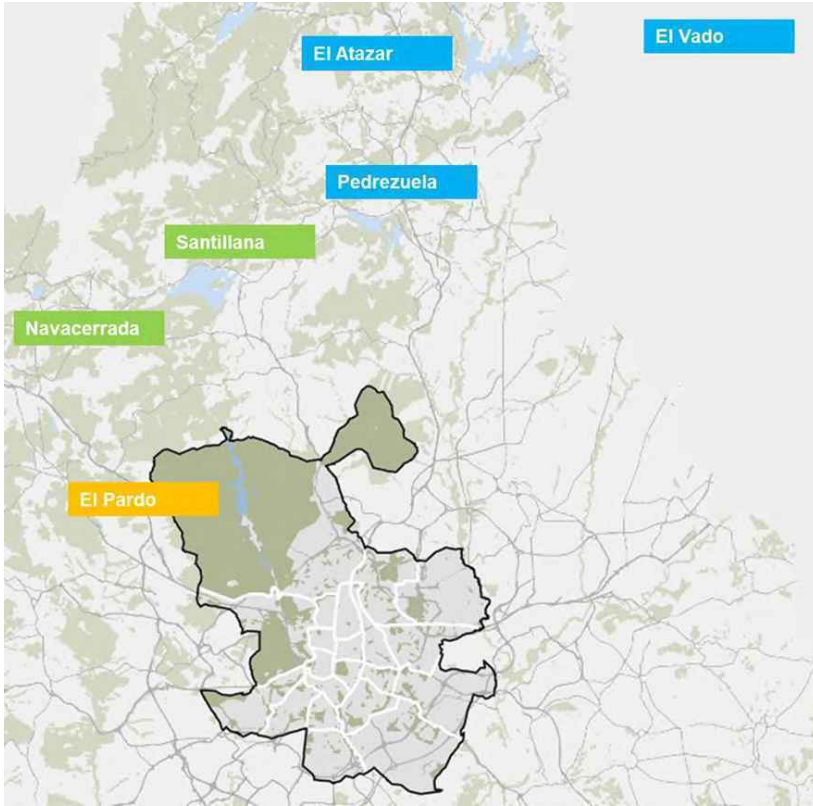 El Vado
El Atazar
Pedrezuela
Santillana
Navacerrada
El Pardo